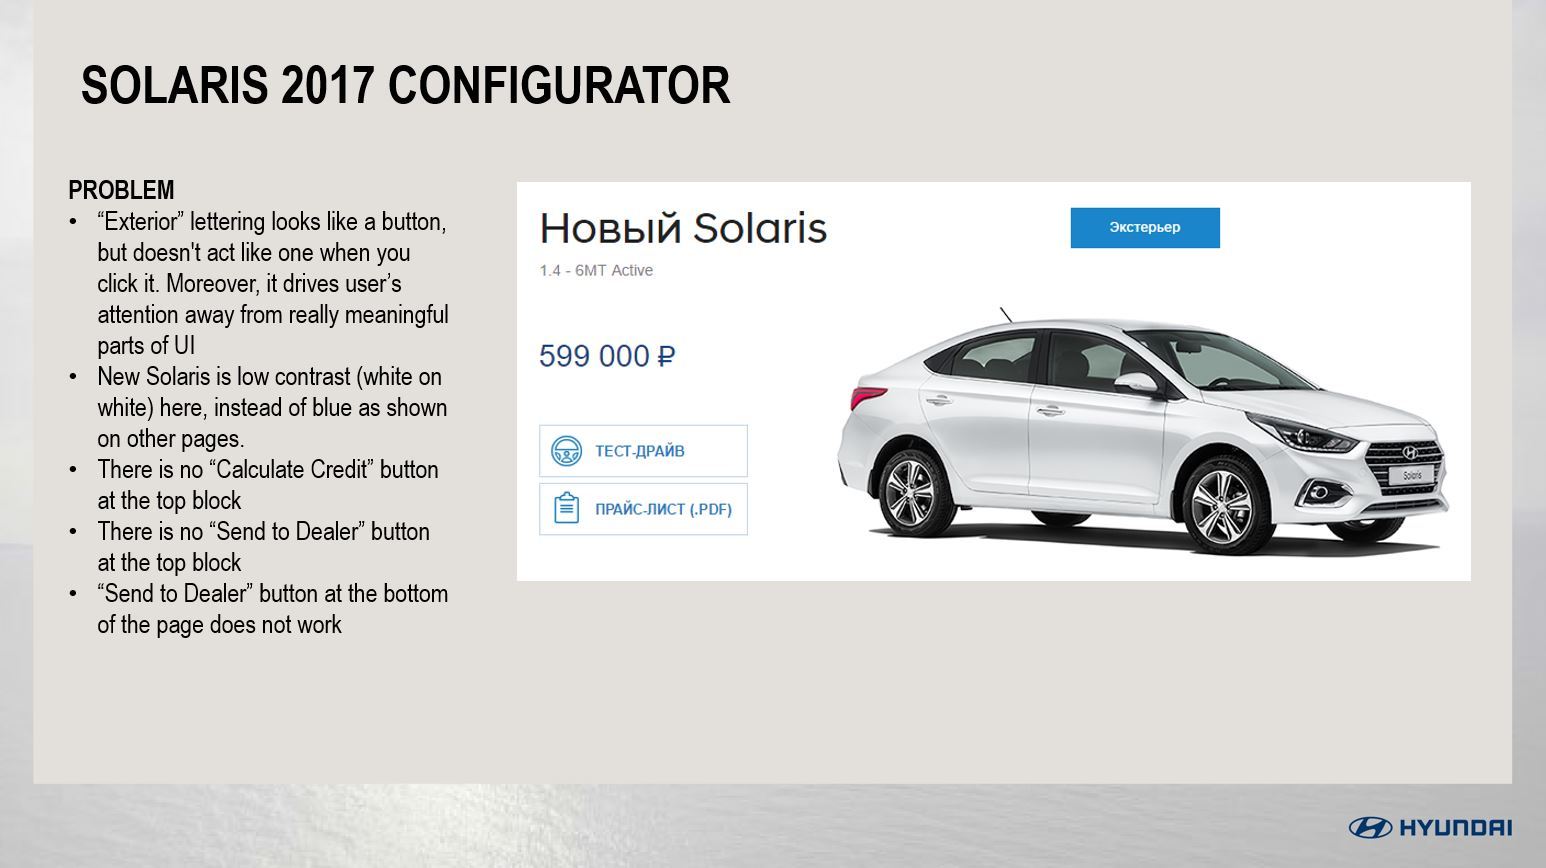 SOLARIS 2017 CONFIGURATOR
PROBLEM
• “Exterior” lettering looks like a button,
but doesn't act like one when you
click it. Moreover, it drives user’s
attention away from really meaningful
parts of UI
• New Solaris is low contrast (white on
white) here, instead of blue as shown
on other pages.
• There is no “Calculate Credit” button
at the top block
• There is no “Send to Dealer” button
at the top block
• “Send to Dealer” button at the bottom
of the page does not work
Новый Solaris
Экстерьер
1.4 - 6MT Active
599 000 ₽
ТЕСТ-ДРАЙВ
ПРАЙС-ЛИСТ (.PDF)
Solaris
HYUNDAI